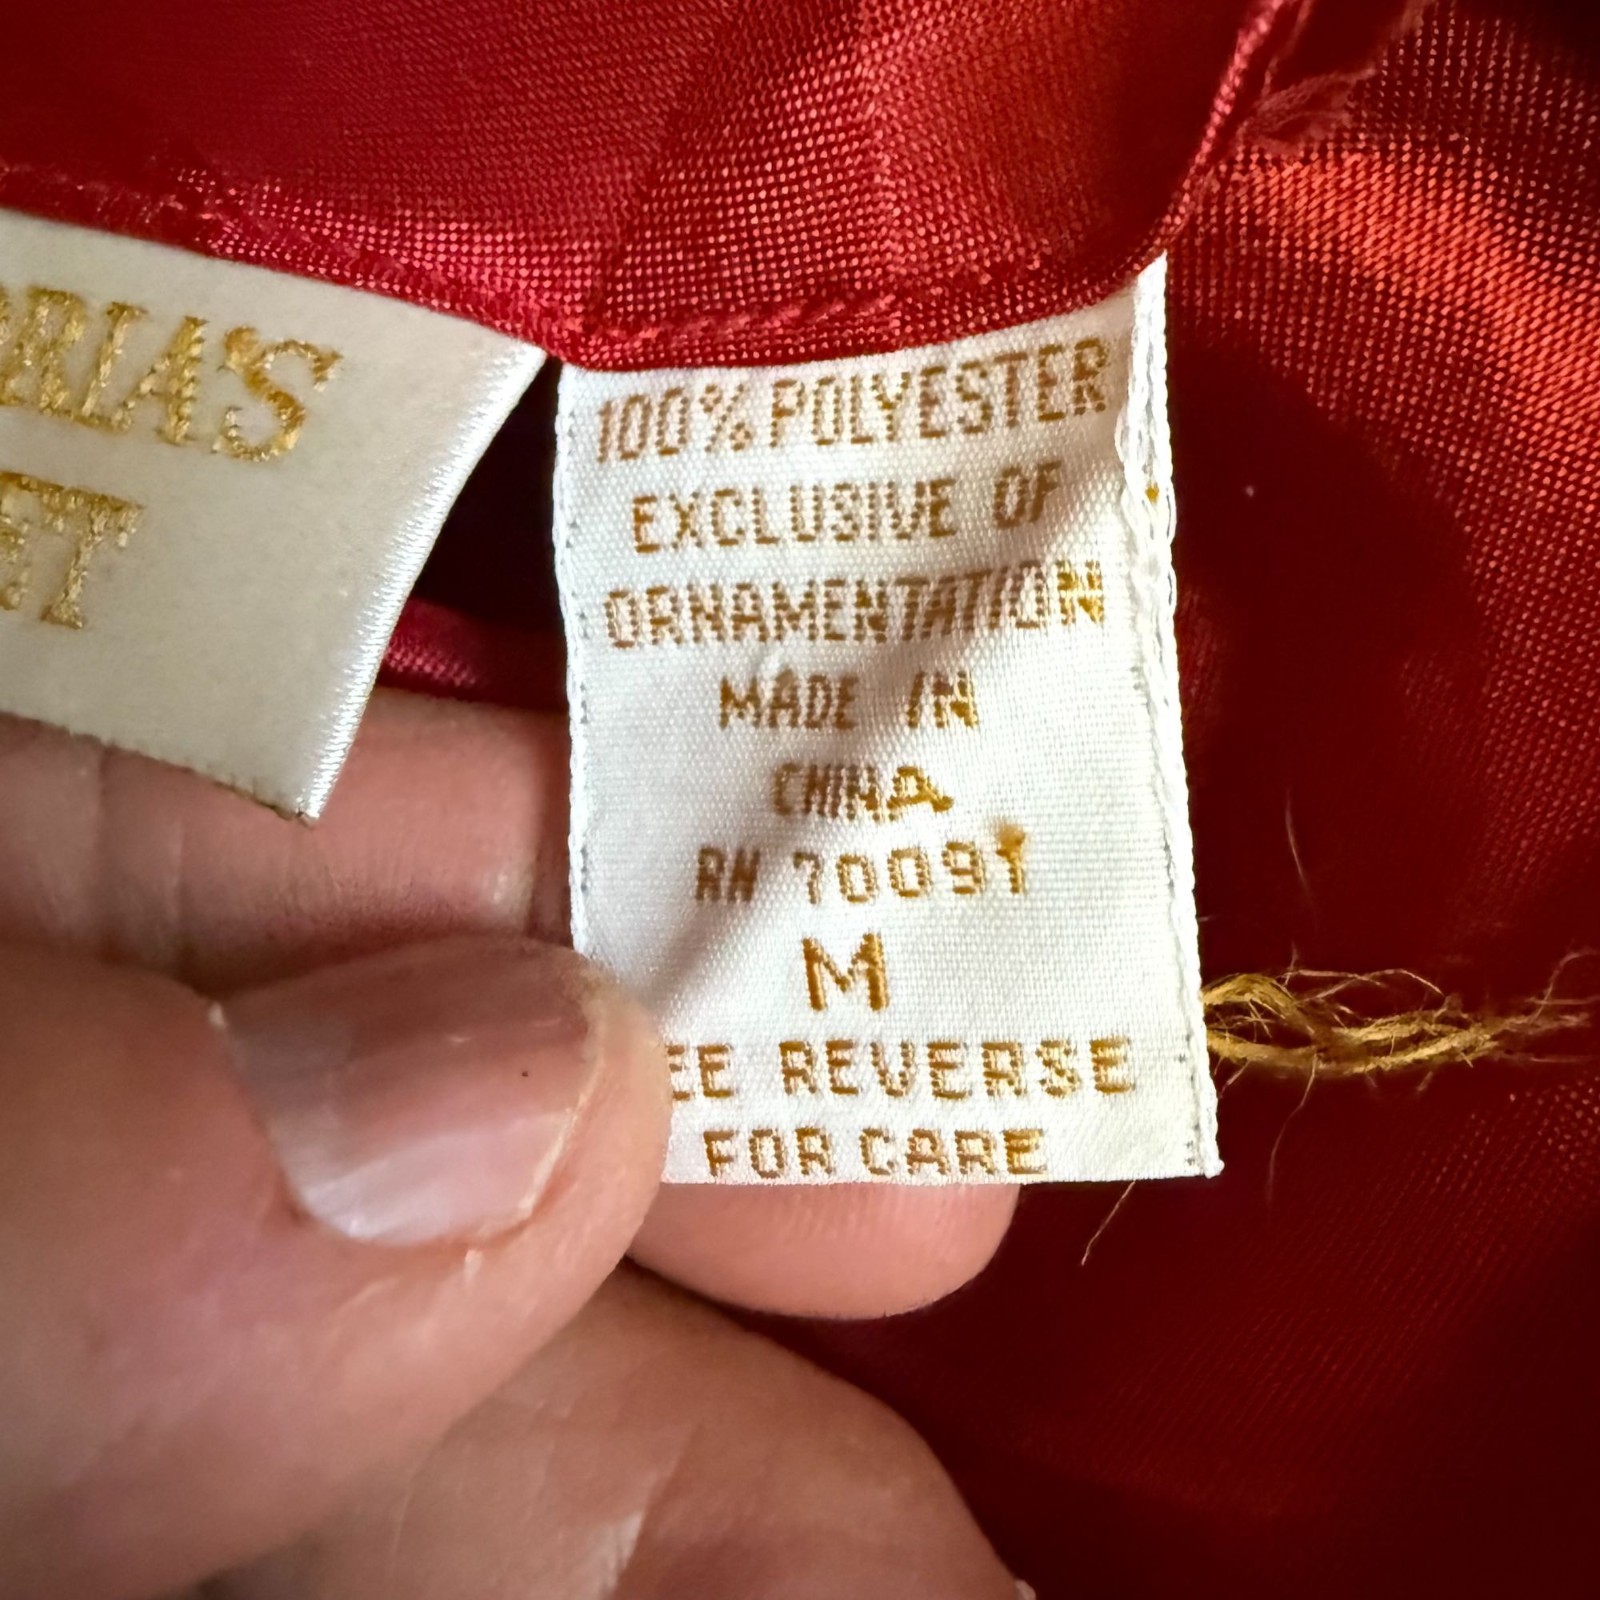 RIA'S
ET
100% POLYESTER
EXCLUSIVE OF
ORNAMENTATION
MADE IN
CHINA
RN 70091
M
EE REVERSE
FOR CARE